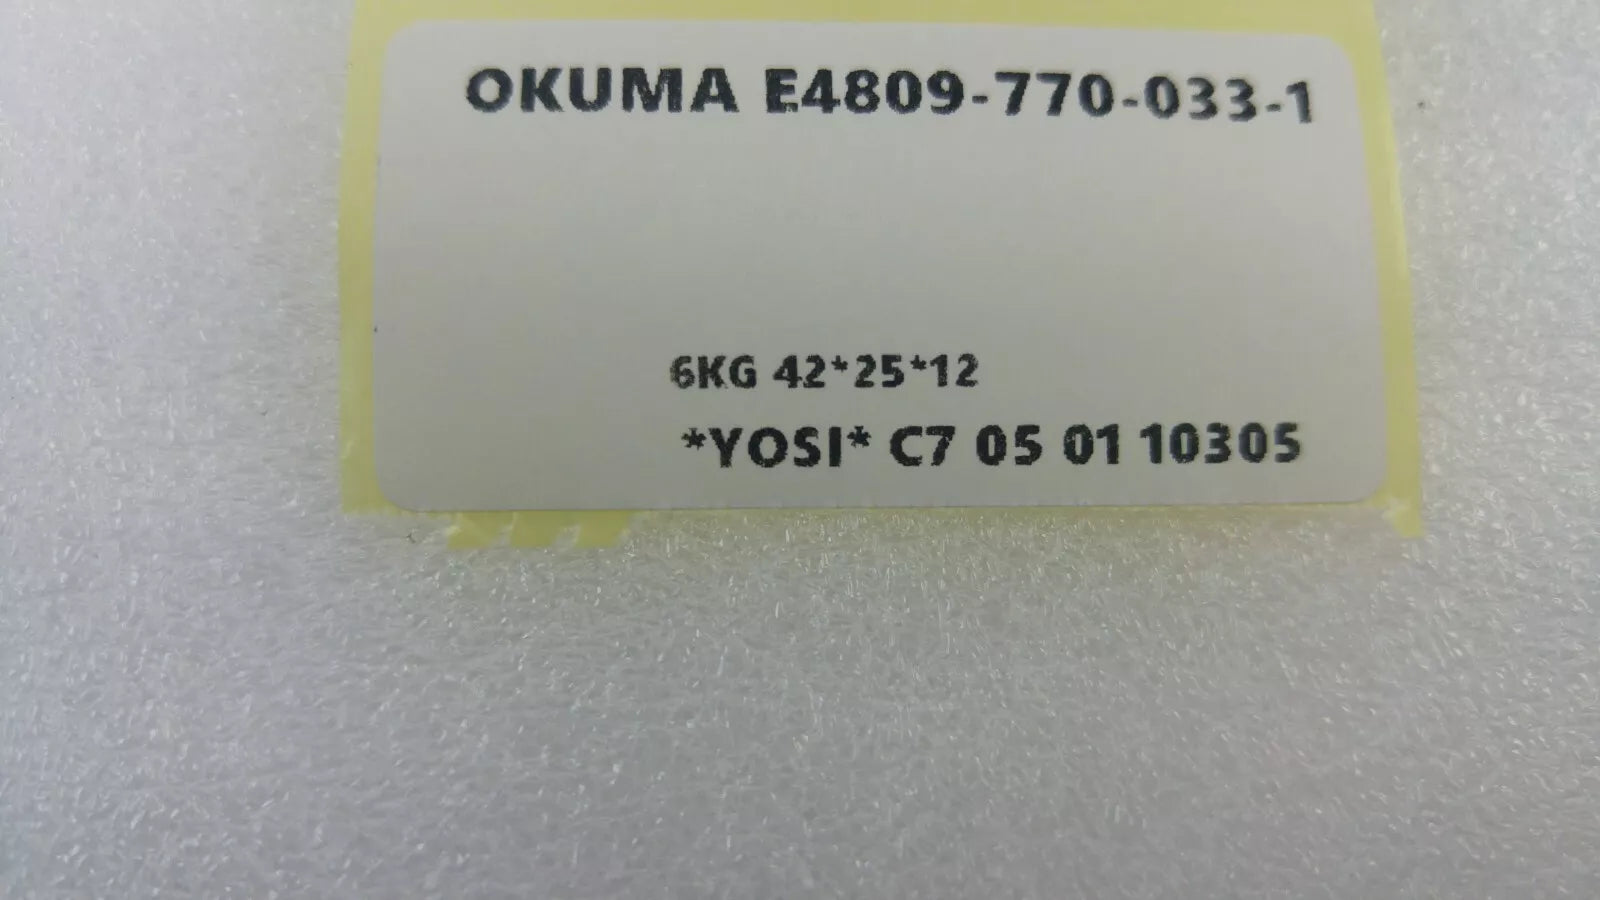 OKUMA E4809-770-033-1
6KG 42*25*12
*YOSI* C7 05 01 10305